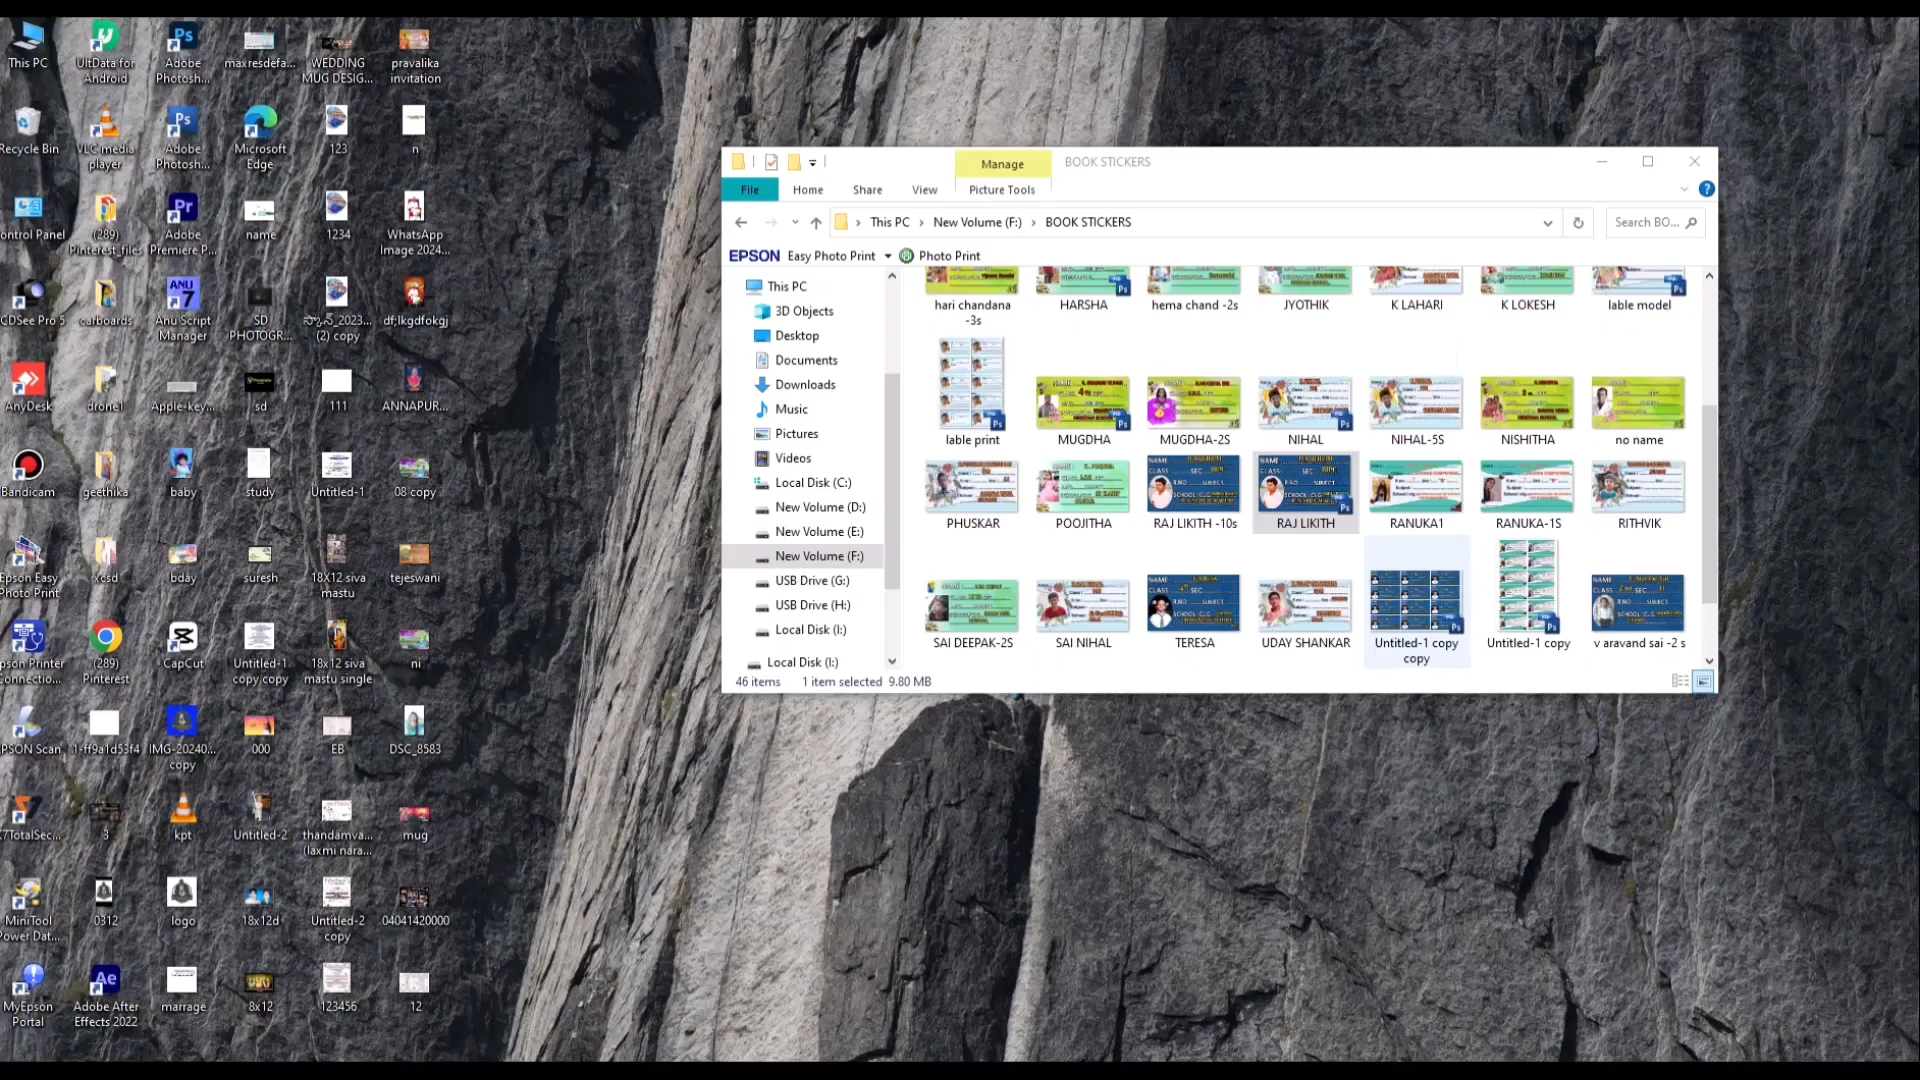 This PC
UltData for
Android
Adobe
Photosh...
maxresdefa...
WEDDING
MUG DESIG...
pravalika
invitation
Recycle Bin
VLC media
player
Adobe
Photosh...
Microsoft
Edge
123
n
ontrol Panel
(289)
Pinterest_files
Adobe
Premiere P...
name
1234
WhatsApp
Image 2024...
CDSee Pro 5
carboards
Anu Script
Manager
SD
PHOTOGR...
స్కాన్_2023...
(2) copy
df;lkgdfokgj
AnyDesk
drone1
Apple-key...
sd
111
ANNAPUR...
Bandicam
geethika
baby
study
Untitled-1
08 copy
Epson Easy
Photo Print
xcsd
bday
suresh
18X12 siva
mastu
tejeswani
pson Printer
Connectio...
(289)
Pinterest
CapCut
Untitled-1
copy copy
18x12 siva
mastu single
ni
PSON Scan
1-ff9a1d53f4
IMG-20240...
copy
000
EB
DSC_8583
7TotalSec...
3
kpt
Untitled-2
thandamva...
(laxmi nara...
mug
MiniTool
Power Dat...
0312
logo
18x12d
Untitled-2
copy
04041420000
MyEpson
Portal
Adobe After
Effects 2022
marrage
8x12
123456
12
Manage
BOOK STICKERS
File
Home
Share
View
Picture Tools
This PC
New Volume (F:)
BOOK STICKERS
Search BO...
EPSON
Easy Photo Print
Photo Print
This PC
3D Objects
Desktop
Documents
Downloads
Music
Pictures
Videos
Local Disk (C:)
New Volume (D:)
New Volume (E:)
New Volume (F:)
USB Drive (G:)
USB Drive (H:)
Local Disk (I:)
Local Disk (I:)
hari chandana
-3s
HARSHA
hema chand -2s
JYOTHIK
K LAHARI
K LOKESH
lable model
lable print
MUGDHA
MUGDHA-2S
NIHAL
NIHAL-5S
NISHITHA
no name
PHUSKAR
POOJITHA
RAJ LIKITH -10s
RAJ LIKITH
RANUKA1
RANUKA-1S
RITHVIK
SAI DEEPAK-2S
SAI NIHAL
TERESA
UDAY SHANKAR
Untitled-1 copy
copy
Untitled-1 copy
v aravand sai -2 s
46 items
1 item selected
9.80 MB